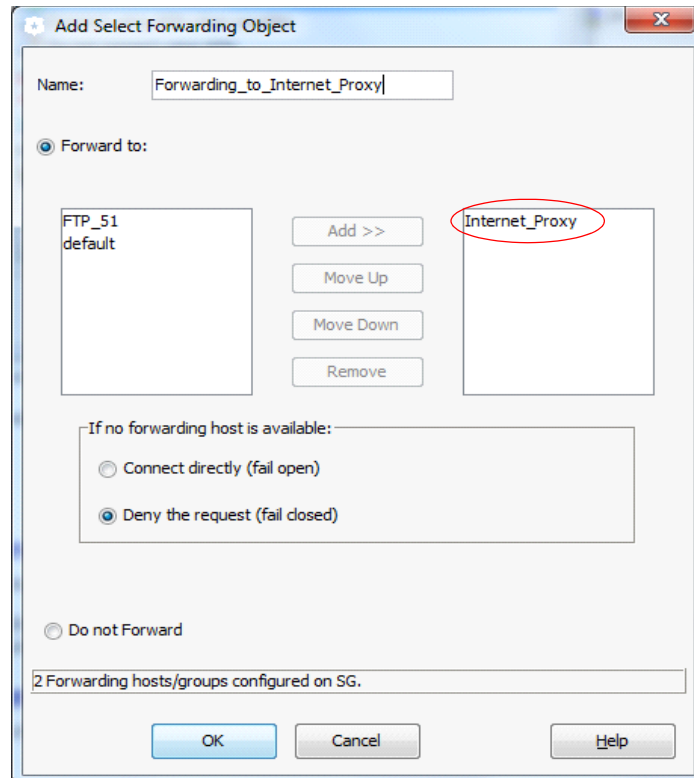 Add Select Forwarding Object
Name: Forwarding_to_Internet_Proxy
Forward to:
FTP_51
default
Add >>
Move Up
Move Down
Remove
Internet_Proxy
If no forwarding host is available:
Connect directly (fail open)
Deny the request (fail closed)
Do not Forward
2 Forwarding hosts/groups configured on SG.
OK Cancel Help